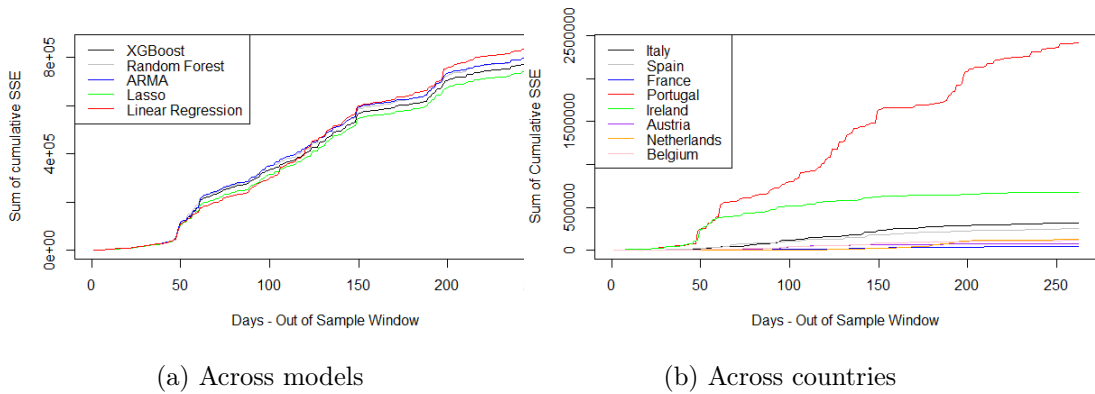 Sum of cumulative SSE
0e+00
4e+05
8e+05
XGBoost
Random Forest
ARMA
Lasso
Linear Regression
0
50
100
150
200
Days - Out of Sample Window
(a) Across models
Sum of Cumulative SSE
0
500000
1500000
2500000
Italy
Spain
France
Portugal
Ireland
Austria
Netherlands
Belgium
0
50
100
150
200
250
Days - Out of Sample Window
(b) Across countries